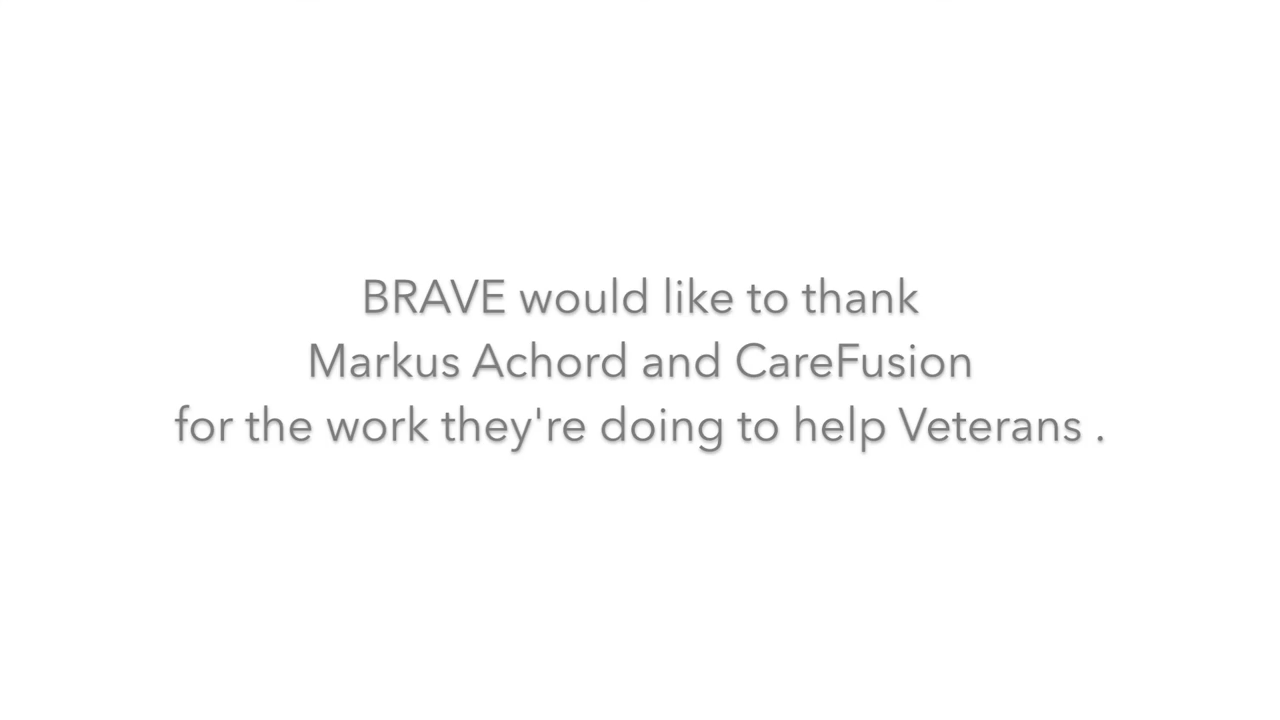 BRAVE would like to thank
Markus Achord and CareFusion
for the work they're doing to help Veterans .